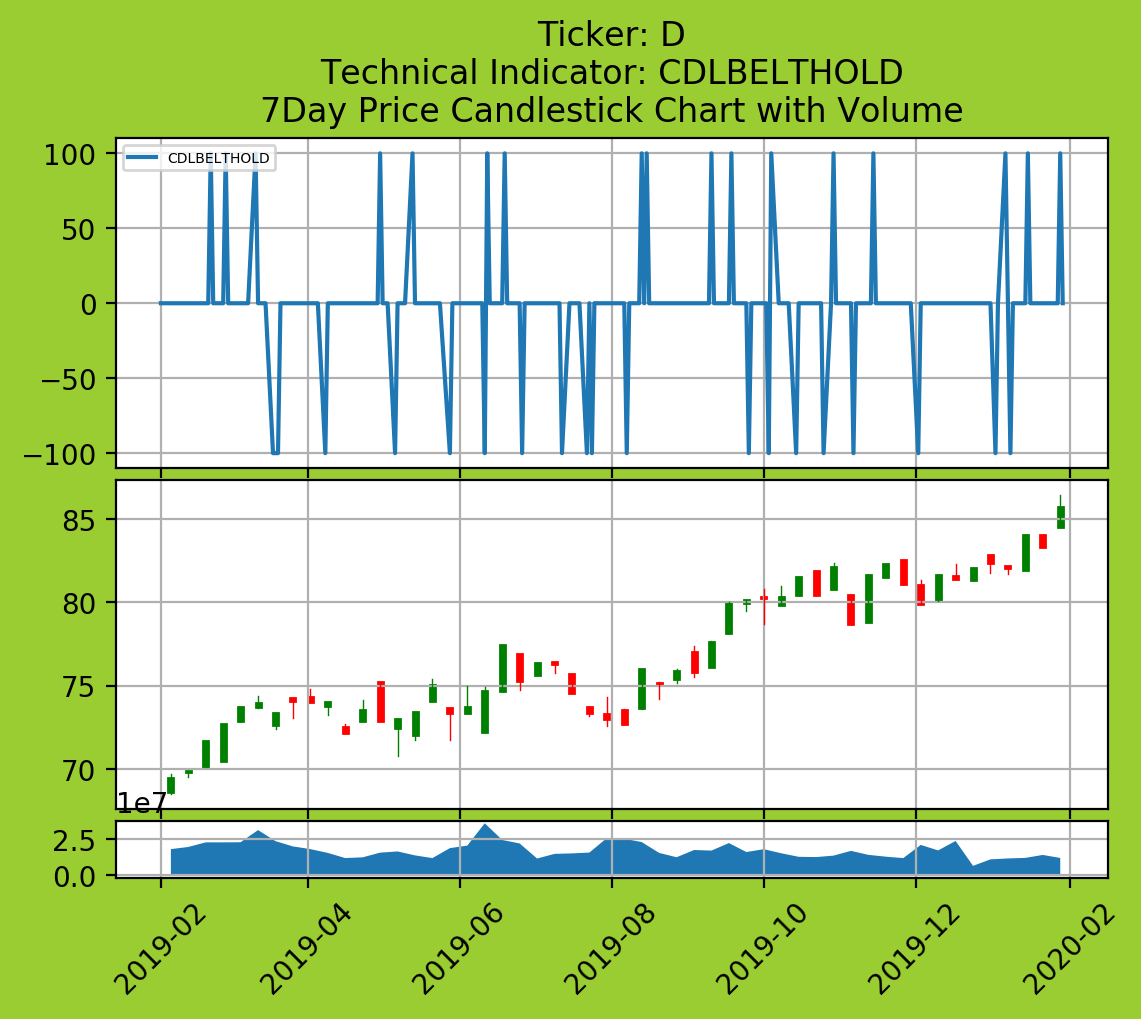 Ticker: D
Technical Indicator: CDLBELTHOLD
7Day Price Candlestick Chart with Volume
CDLBELTHOLD
100
50
0
−50
−100
85
80
75
70
1e7
2.5
0.0
2019-02 2019-04 2019-06 2019-08 2019-10 2019-12 2020-02